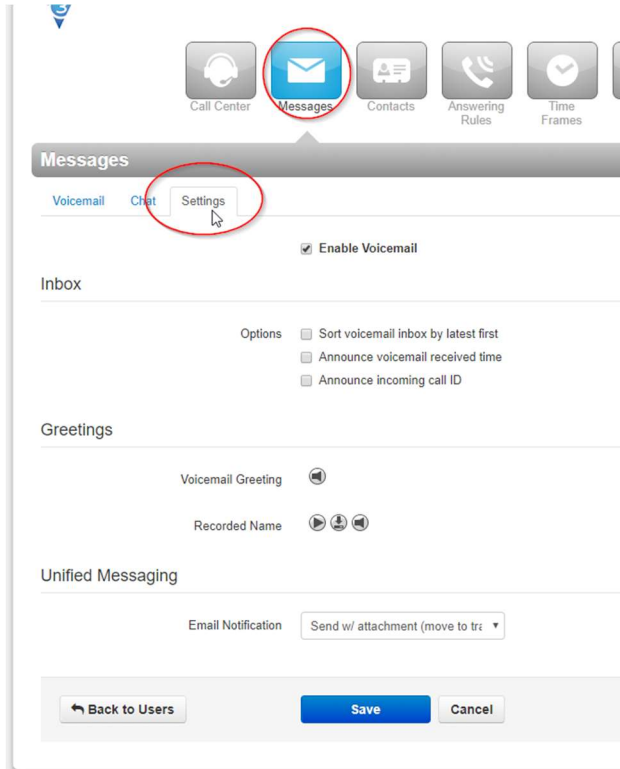 3
Call Center
Messages
Contacts
Answering
Rules
Time
Frames
Messages
Voicemail
Chat
Settings
Enable Voicemail
Inbox
Options
Sort voicemail inbox by latest first
Announce voicemail received time
Announce incoming call ID
Greetings
Voicemail Greeting
Recorded Name
Unified Messaging
Email Notification
Send w/ attachment (move to tra
Back to Users
Save
Cancel